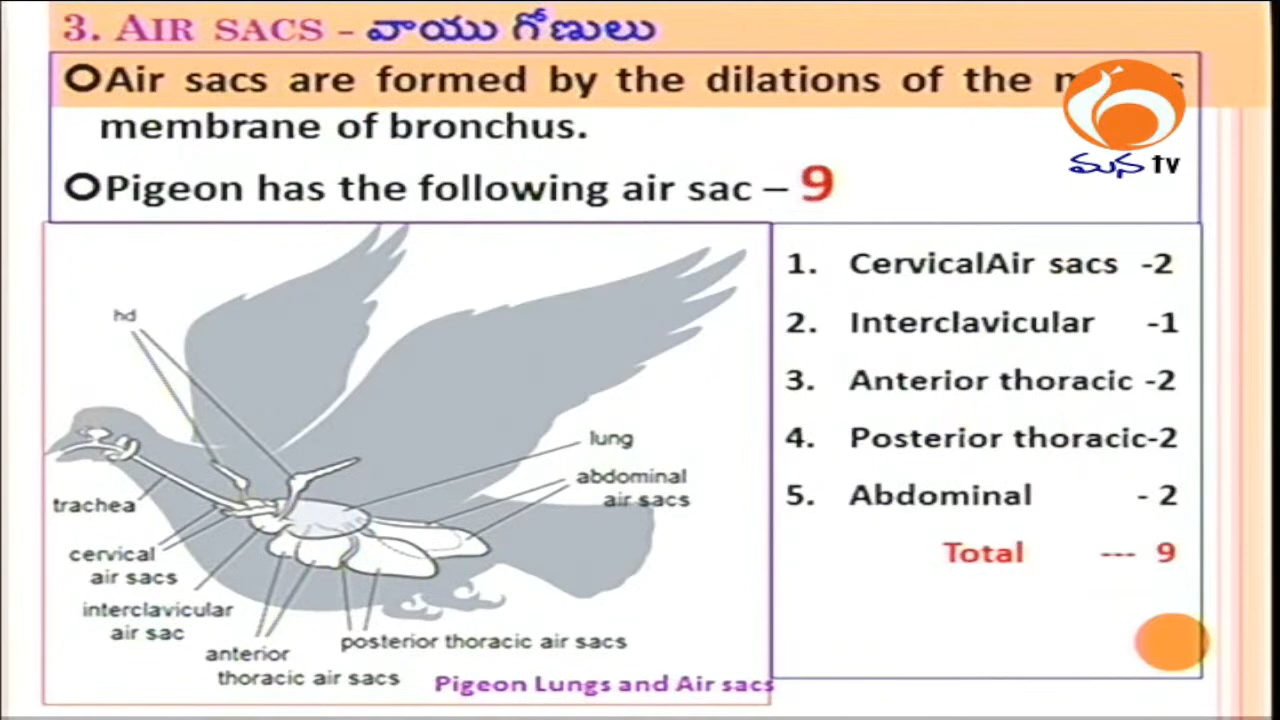 3. AIR SACS - వాయు గోణులు
Air sacs are formed by the dilations of the
membrane of bronchus.
Pigeon has the following air sac – 9
మన tv
hd
trachea
cervical
air sacs
interclavicular
air sac
anterior
thoracic air sacs
posterior thoracic air sacs
lung
abdominal
air sacs
Pigeon Lungs and Air sacs
1. CervicalAir sacs -2
2. Interclavicular -1
3. Anterior thoracic -2
4. Posterior thoracic-2
5. Abdominal - 2
Total --- 9